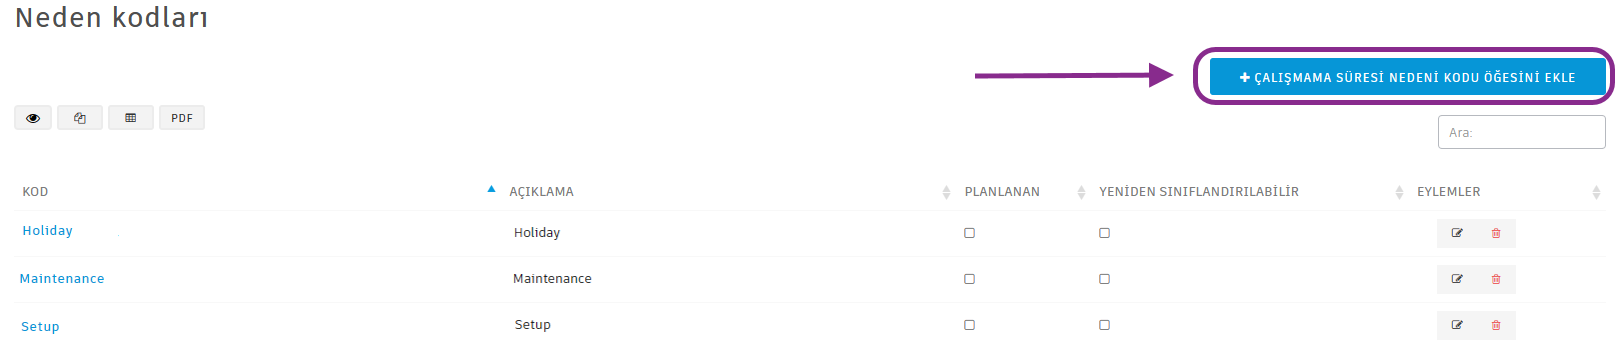 Neden kodları
ÇALIŞMAMA SÜRESİ NEDENİ KODU ÖĞESİNİ EKLE
PDF
Ara:
KOD AÇIKLAMA PLANLANAN YENİDEN SINIFLANDIRILABİLİR EYLEMLER
Holiday Holiday
Maintenance Maintenance
Setup Setup